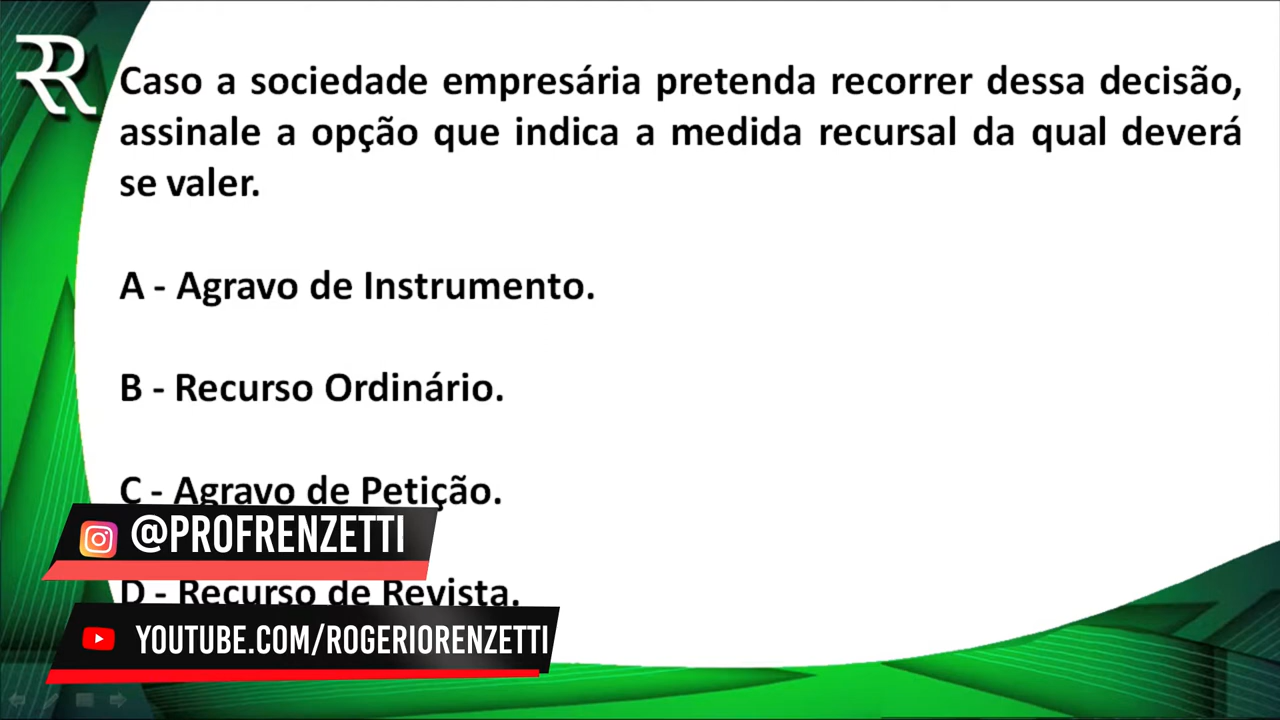 Caso a sociedade empresária pretenda recorrer dessa decisão,
assinale a opção que indica a medida recursal da qual deverá
se valer.
A - Agravo de Instrumento.
B - Recurso Ordinário.
C - Agravo de Petição.
@PROFRENZETTI
D - Recurso de Revista.
YOUTUBE.COM/ROGERIORENZETTI